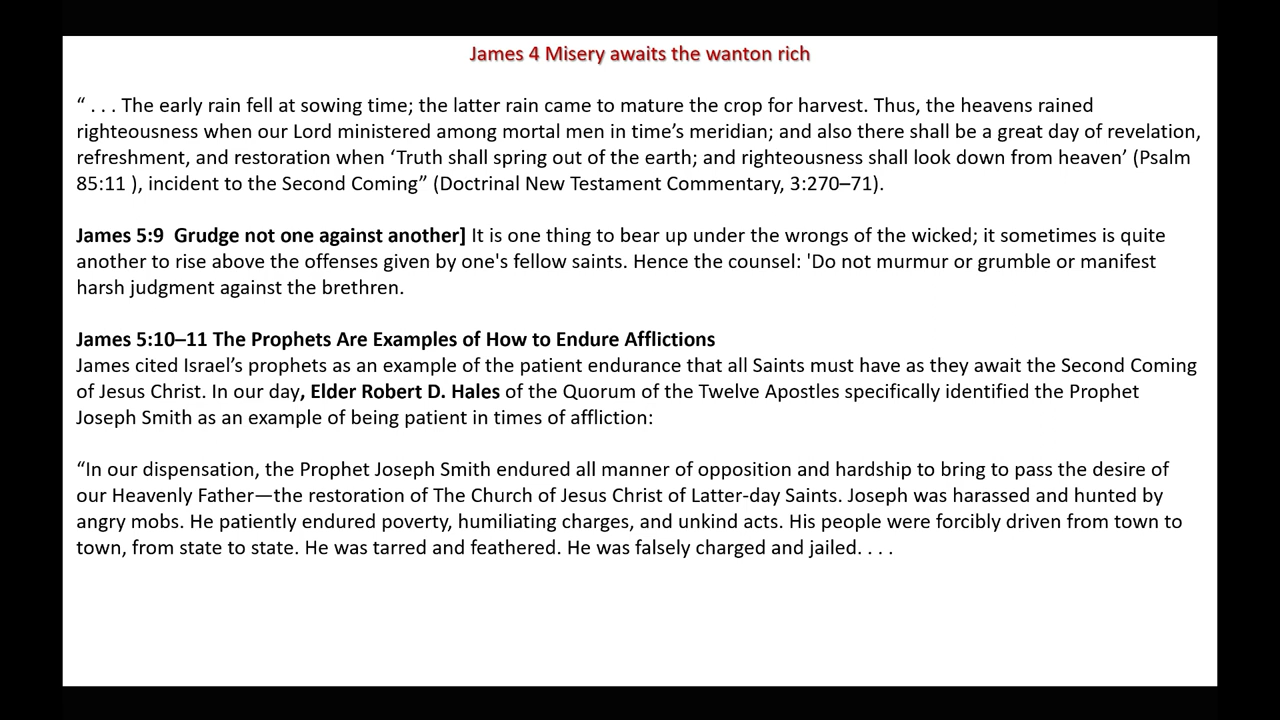 James 4 Misery awaits the wanton rich
“ . . . The early rain fell at sowing time; the latter rain came to mature the crop for harvest. Thus, the heavens rained
righteousness when our Lord ministered among mortal men in time’s meridian; and also there shall be a great day of revelation,
refreshment, and restoration when ‘Truth shall spring out of the earth; and righteousness shall look down from heaven’ (Psalm
85:11 ), incident to the Second Coming” (Doctrinal New Testament Commentary, 3:270–71).
James 5:9  Grudge not one against another] It is one thing to bear up under the wrongs of the wicked; it sometimes is quite
another to rise above the offenses given by one's fellow saints. Hence the counsel: 'Do not murmur or grumble or manifest
harsh judgment against the brethren.
James 5:10–11 The Prophets Are Examples of How to Endure Afflictions
James cited Israel’s prophets as an example of the patient endurance that all Saints must have as they await the Second Coming
of Jesus Christ. In our day, Elder Robert D. Hales of the Quorum of the Twelve Apostles specifically identified the Prophet
Joseph Smith as an example of being patient in times of affliction:
“In our dispensation, the Prophet Joseph Smith endured all manner of opposition and hardship to bring to pass the desire of
our Heavenly Father—the restoration of The Church of Jesus Christ of Latter-day Saints. Joseph was harassed and hunted by
angry mobs. He patiently endured poverty, humiliating charges, and unkind acts. His people were forcibly driven from town to
town, from state to state. He was tarred and feathered. He was falsely charged and jailed. . . .